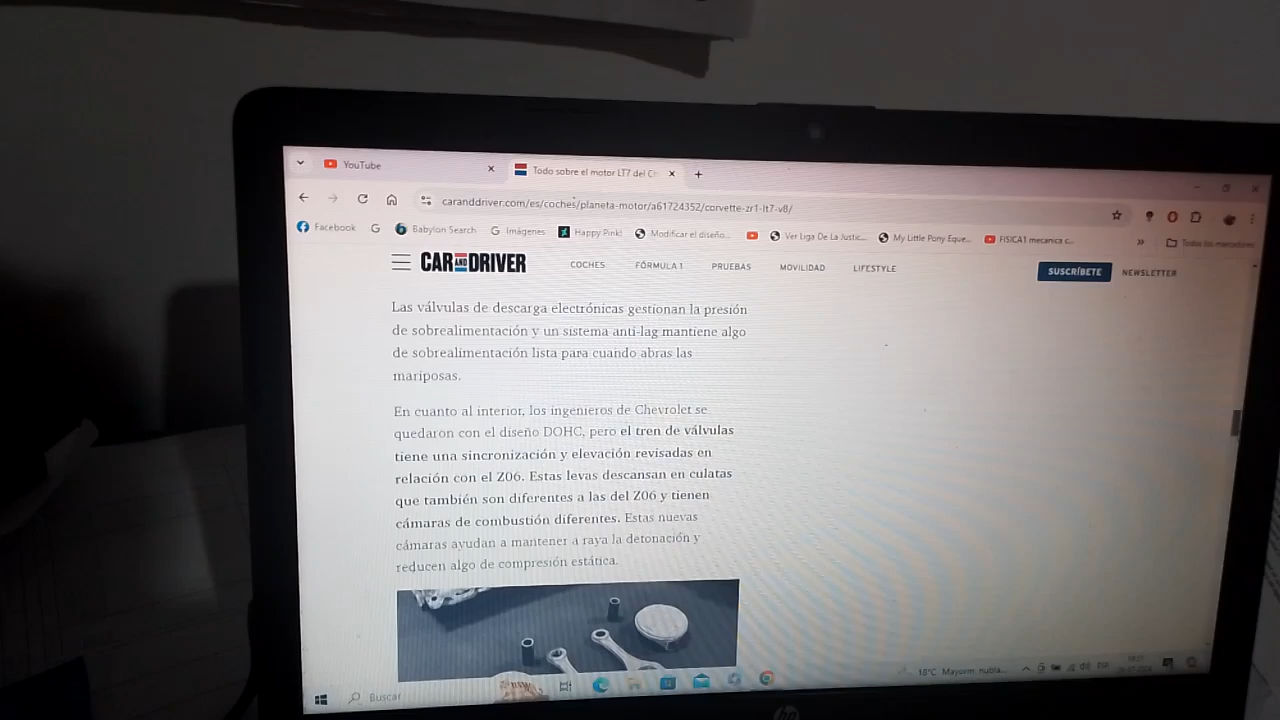 YouTube
Todo sobre el motor LT7 del C
caranddriver.com/es/coches/planeta-motor/a61724352/corvette-zr1-lt7-v8/
Facebook
Babylon Search
Imágenes
Happy Pink!
Modificar el diseño...
Ver Liga De La Justic...
My Little Pony Eque...
FISICA1 mecanica c...
»
Todos los marcadores
CAR AND DRIVER
COCHES
FÓRMULA 1
PRUEBAS
MOVILIDAD
LIFESTYLE
SUSCRÍBETE
NEWSLETTER
Las válvulas de descarga electrónicas gestionan la presión
de sobrealimentación y un sistema anti-lag mantiene algo
de sobrealimentación lista para cuando abras las
mariposas.
En cuanto al interior, los ingenieros de Chevrolet se
quedaron con el diseño DOHC, pero el tren de válvulas
tiene una sincronización y elevación revisadas en
relación con el Z06. Estas levas descansan en culatas
que también son diferentes a las del Z06 y tienen
cámaras de combustión diferentes. Estas nuevas
cámaras ayudan a mantener a raya la detonación y
reducen algo de compresión estática.
Buscar
18°C Mayorm. nubla...
ESP
hp